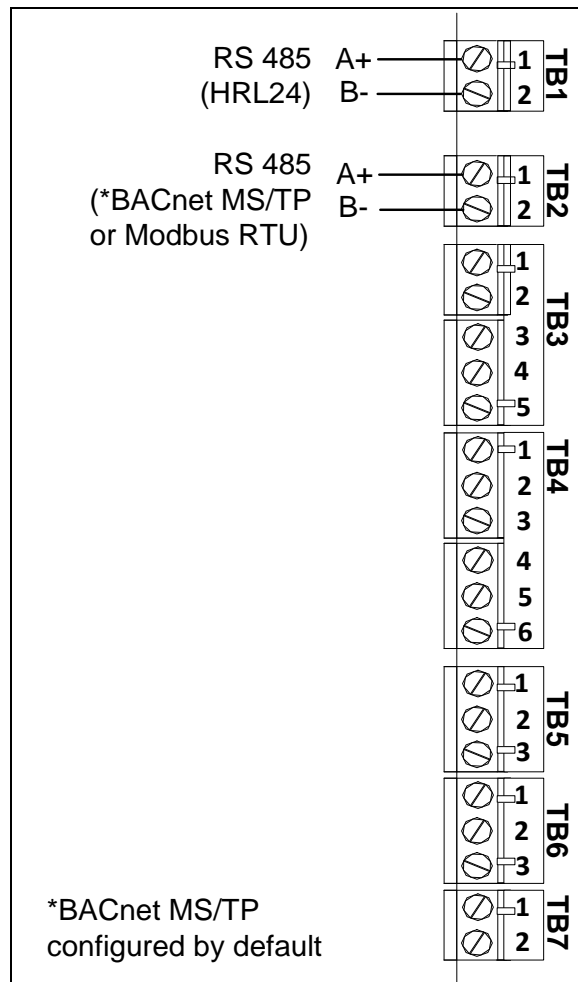 RS 485 A+ 1 TB1
(HRL24) B- 2
RS 485 A+ 1 TB2
(*BACnet MS/TP B- 2
or Modbus RTU)
1 TB3
2
3
4
5
1 TB4
2
3
4
5
6
1 TB5
2
3
1 TB6
2
3
*BACnet MS/TP 1 TB7
configured by default 2